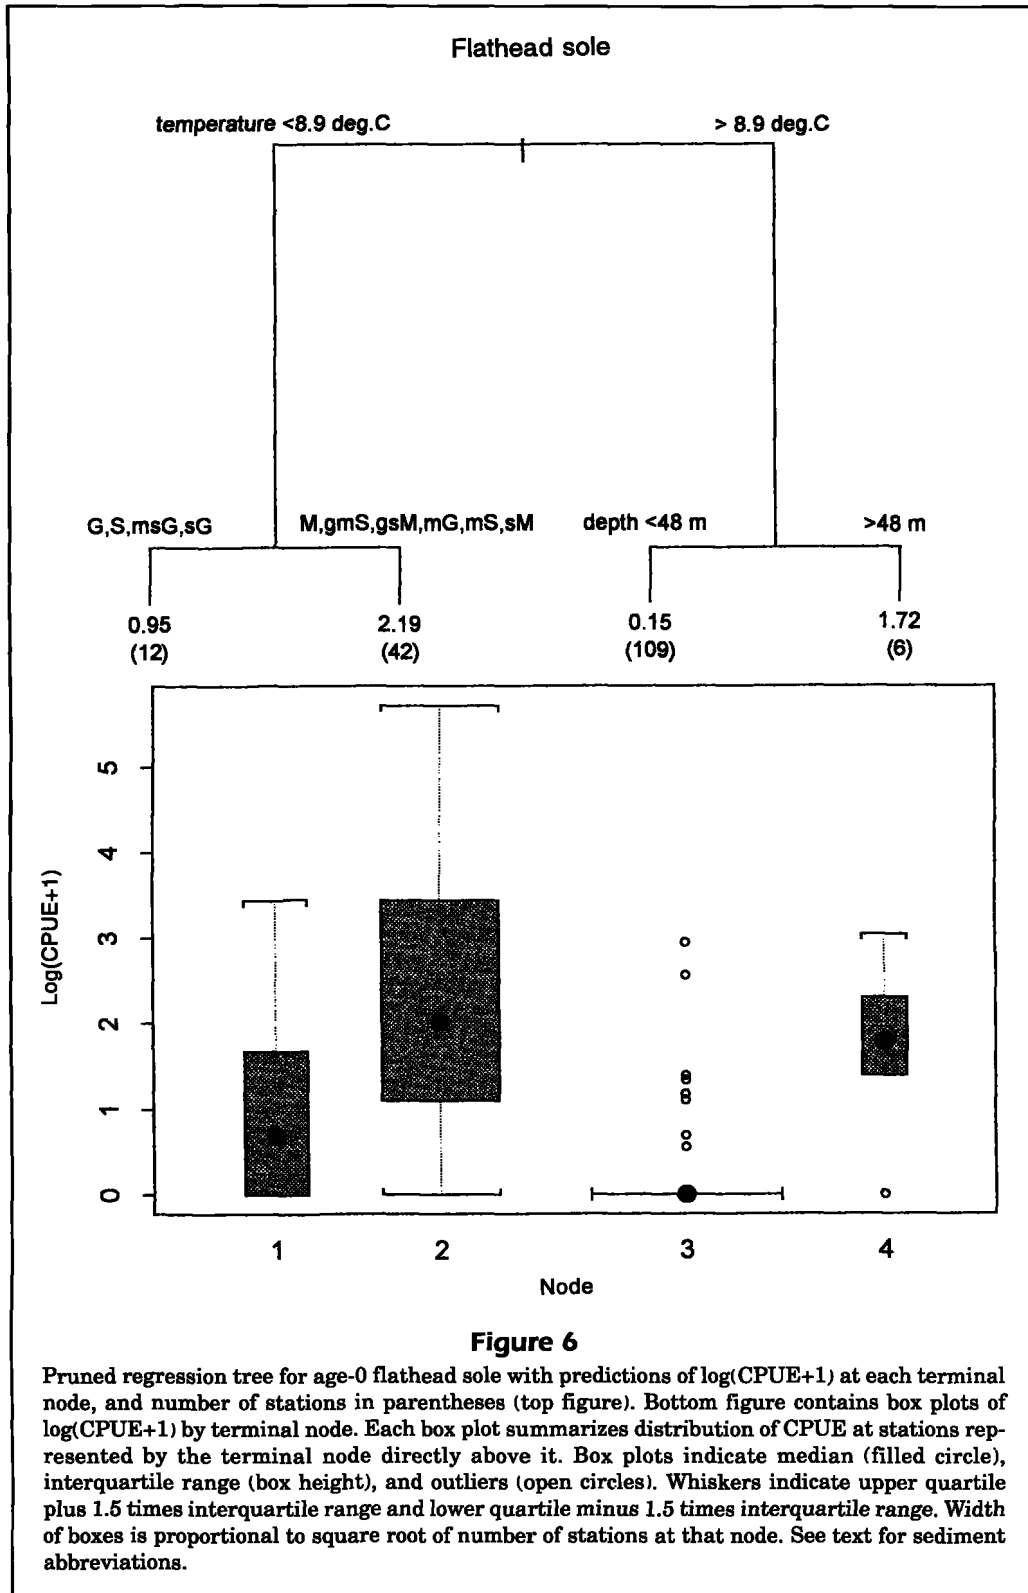 Flathead sole
temperature <8.9 deg.C > 8.9 deg.C
G,S,msG,sG M,gmS,gsM,mG,mS,sM depth <48 m >48 m
0.95 2.19 0.15 1.72
(12) (42) (109) (6)
5
4
3
2
1
0
Log(CPUE+1)
1 2 3 4
Node
Figure 6
Pruned regression tree for age-0 flathead sole with predictions of log(CPUE+1) at each terminal
node, and number of stations in parentheses (top figure). Bottom figure contains box plots of
log(CPUE+1) by terminal node. Each box plot summarizes distribution of CPUE at stations rep-
resented by the terminal node directly above it. Box plots indicate median (filled circle),
interquartile range (box height), and outliers (open circles). Whiskers indicate upper quartile
plus 1.5 times interquartile range and lower quartile minus 1.5 times interquartile range. Width
of boxes is proportional to square root of number of stations at that node. See text for sediment
abbreviations.